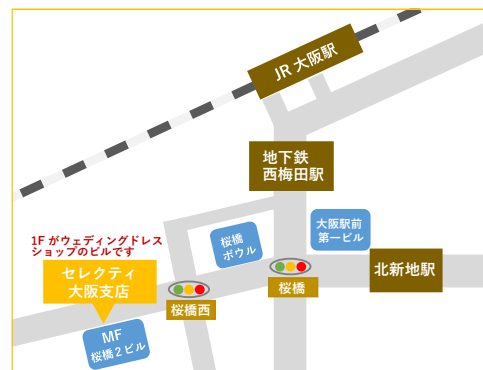 JR 大阪駅
地下鉄
西梅田駅
大阪駅前
第一ビル
桜橋
ボウル
1F がウェディングドレス
ショップのビルです
セレクティ
大阪支店
北新地駅
桜橋
桜橋西
MF
桜橋２ビル